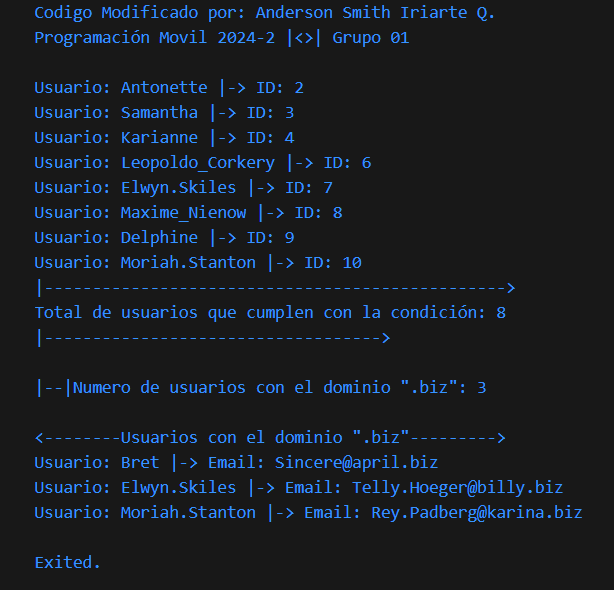 Codigo Modificado por: Anderson Smith Iriarte Q.
Programación Movil 2024-2 |<>| Grupo 01
Usuario: Antonette |-> ID: 2
Usuario: Samantha |-> ID: 3
Usuario: Karianne |-> ID: 4
Usuario: Leopoldo_Corkery |-> ID: 6
Usuario: Elwyn.Skiles |-> ID: 7
Usuario: Maxime_Nienow |-> ID: 8
Usuario: Delphine |-> ID: 9
Usuario: Moriah.Stanton |-> ID: 10
|------------------------------------------------>
Total de usuarios que cumplen con la condición: 8
|----------------------------------->
|--|Numero de usuarios con el dominio ".biz": 3
<--------Usuarios con el dominio ".biz"--------->
Usuario: Bret |-> Email: Sincere@april.biz
Usuario: Elwyn.Skiles |-> Email: Telly.Hoeger@billy.biz
Usuario: Moriah.Stanton |-> Email: Rey.Padberg@karina.biz
Exited.